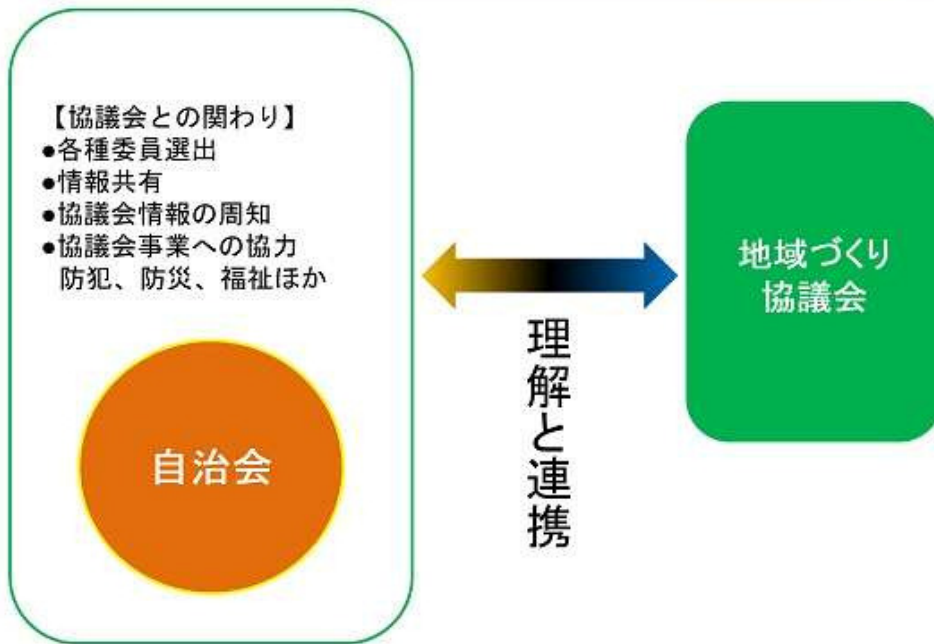 【協議会との関わり】
●各種委員選出
●情報共有
●協議会情報の周知
●協議会事業への協力
防犯、防災、福祉ほか
自治会
理解と連携
地域づくり
協議会